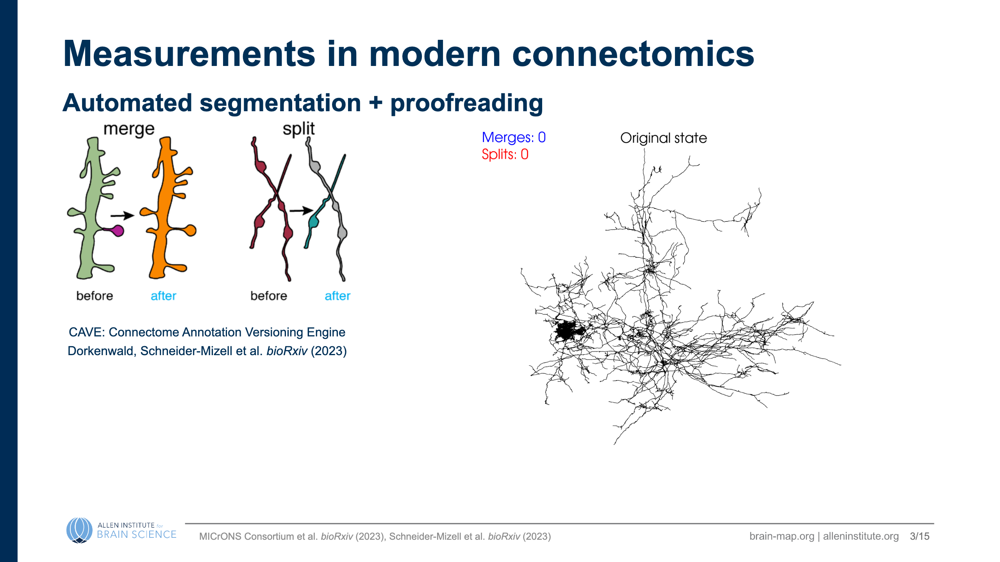 Measurements in modern connectomics
Automated segmentation + proofreading
merge
split
before
after
before
after
CAVE: Connectome Annotation Versioning Engine
Dorkenwald, Schneider-Mizell et al. bioRxiv (2023)
Merges: 0
Splits: 0
Original state
ALLEN INSTITUTE for
BRAIN SCIENCE
MICrONS Consortium et al. bioRxiv (2023), Schneider-Mizell et al. bioRxiv (2023)
brain-map.org | alleninstitute.org 3/15